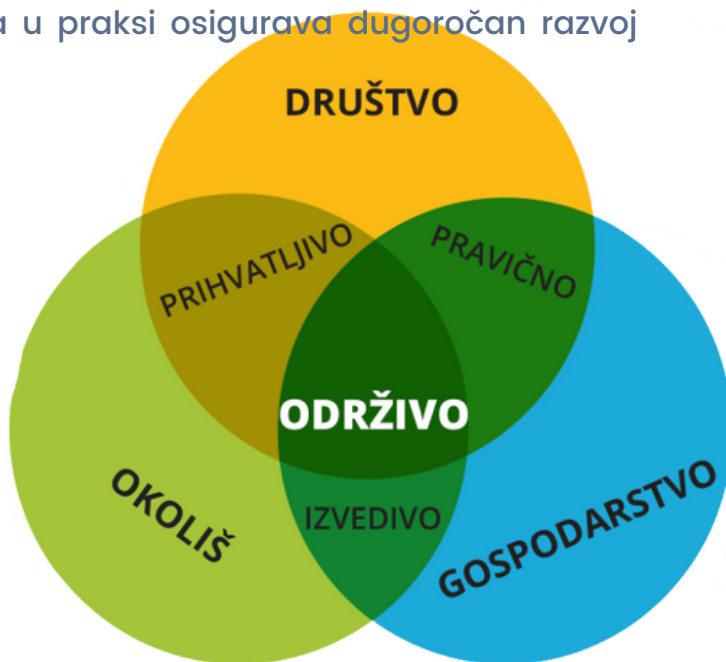 a u praksi osigurava dugoročan razvoj
DRUŠTVO
PRIHVATLJIVO
PRAVIČNO
ODRŽIVO
OKOLIŠ
IZVEDIVO
GOSPODARSTVO